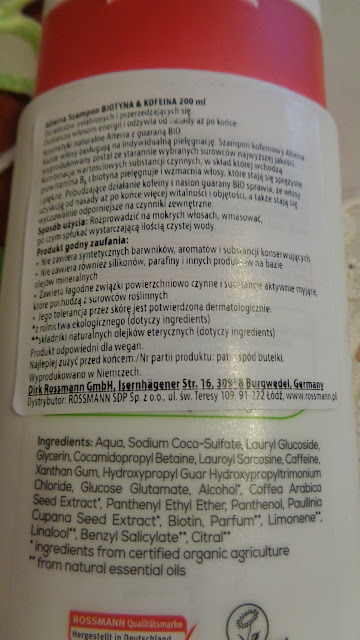 Alterra Szampon BIOTYNA & KOFEINA 200 ml
Do włosów osłabionych i przerzedzających się.
Dostarcza włosom energii i odżywia od nasady aż po końce.
Kosmetyki naturalne Alterra z guaraną BIO.
Każde włosy zasługują na indywidualną pielęgnację. Szampon kofeinowy Alterra
wyprodukowany został ze starannie wybranych surowców najwyższej jakości.
Kombinacja wartościowych substancji czynnych, w skład której wchodzą
prowitamina B5 i biotyna pielęgnuje i wzmacnia włosy, które stają się sprężyste
i piękne. Pobudzające działanie kofeiny i nasion guarany BIO sprawia, że włosy
zyskują od nasady aż po końce więcej witalności i objętości, a także stają się
wyczuwalnie odporniejsze na czynniki zewnętrzne.
Sposób użycia: Rozprowadzić na mokrych włosach, wmasować,
po czym spłukać wystarczającą ilością czystej wody.
Produkt godny zaufania:
• Nie zawiera syntetycznych barwników, aromatów i substancji konserwujących
• Nie zawiera również silikonów, parafiny i innych produktów na bazie
olejów mineralnych
• Zawiera łagodne związki powierzchniowo czynne i substancje aktywnie myjące,
które pochodzą z surowców roślinnych
• Jego tolerancja przez skórę jest potwierdzona dermatologicznie.
*z rolnictwa ekologicznego (dotyczy ingredients)
**składniki naturalnych olejków eterycznych (dotyczy ingredients)
Produkt odpowiedni dla wegan.
Najlepiej zużyć przed końcem:/Nr partii produktu: patrz spód butelki.
Wyprodukowano w Niemczech.
Dirk Rossmann GmbH, Isernhägener Str. 16, 30938 Burgwedel, Germany
Dystrybutor: ROSSMANN SDP Sp. z o.o., ul. św. Teresy 109, 91-222 Łódź, www.rossmann.pl
Ingredients: Aqua, Sodium Coco-Sulfate, Lauryl Glucoside,
Glycerin, Cocamidopropyl Betaine, Lauroyl Sarcosine, Caffeine,
Xanthan Gum, Hydroxypropyl Guar Hydroxypropyltrimonium
Chloride, Glucose Glutamate, Alcohol*, Coffea Arabica
Seed Extract*, Panthenyl Ethyl Ether, Panthenol, Paullinia
Cupana Seed Extract*, Biotin, Parfum**, Limonene**,
Linalool**, Benzyl Salicylate**, Citral**
* ingredients from certified organic agriculture
** from natural essential oils
ROSSMANN Qualitätsmarke
Hergestellt in Deutschland